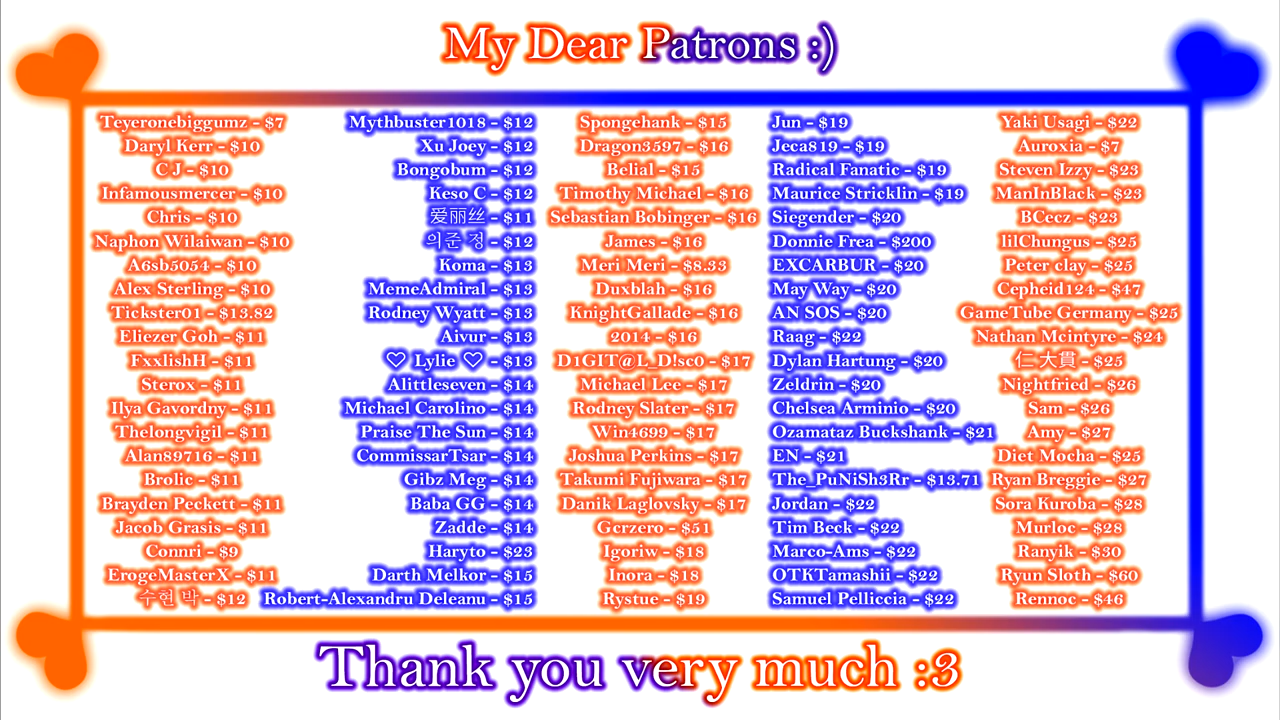 My Dear Patrons :)
Teyeronebiggumz - $7
Daryl Kerr - $10
C J - $10
Infamousmercer - $10
Chris - $10
Naphon Wilaiwan - $10
A6sb5054 - $10
Alex Sterling - $10
Tickster01 - $13.82
Eliezer Goh - $11
FxxlishH - $11
Sterox - $11
Ilya Gavordny - $11
Thelongvigil - $11
Alan89716 - $11
Brolic - $11
Brayden Peckett - $11
Jacob Grasis - $11
Connri - $9
ErogeMasterX - $11
수현 박 - $12
Mythbuster1018 - $12
Xu Joey - $12
Bongobum - $12
Keso C - $12
爱丽丝 - $11
의준 정 - $12
Koma - $13
MemeAdmiral - $13
Rodney Wyatt - $13
Aivur - $13
♡ Lylie ♡ - $13
Alittleseven - $14
Michael Carolino - $14
Praise The Sun - $14
CommissarTsar - $14
Gibz Meg - $14
Baba GG - $14
Zadde - $14
Haryto - $23
Darth Melkor - $15
Robert-Alexandru Deleanu - $15
Spongehank - $15
Dragon3597 - $16
Belial - $15
Timothy Michael - $16
Sebastian Bobinger - $16
James - $16
Meri Meri - $8.33
Duxblah - $16
KnightGallade - $16
2014 - $16
D1GIT@L_D!sc0 - $17
Michael Lee - $17
Rodney Slater - $17
Win4699 - $17
Joshua Perkins - $17
Takumi Fujiwara - $17
Danik Laglovsky - $17
Gcrzero - $51
Igoriw - $18
Inora - $18
Rystue - $19
Jun - $19
Jeca819 - $19
Radical Fanatic - $19
Maurice Stricklin - $19
Siegender - $20
Donnie Frea - $200
EXCARBUR - $20
May Way - $20
AN SOS - $20
Raag - $22
Dylan Hartung - $20
Zeldrin - $20
Chelsea Arminio - $20
Ozamataz Buckshank - $21
EN - $21
The_PuNiSh3Rr - $13.71
Jordan - $22
Tim Beck - $22
Marco-Ams - $22
OTKTamashii - $22
Samuel Pelliccia - $22
Yaki Usagi - $22
Auroxia - $7
Steven Izzy - $23
ManInBlack - $23
BCecz - $23
lilChungus - $25
Peter clay - $25
Cepheid124 - $47
GameTube Germany - $25
Nathan Mcintyre - $24
仁 大貫 - $25
Nightfried - $26
Sam - $26
Amy - $27
Diet Mocha - $25
Ryan Breggie - $27
Sora Kuroba - $28
Murloc - $28
Ranyik - $30
Ryun Sloth - $60
Rennoc - $46
Thank you very much :3